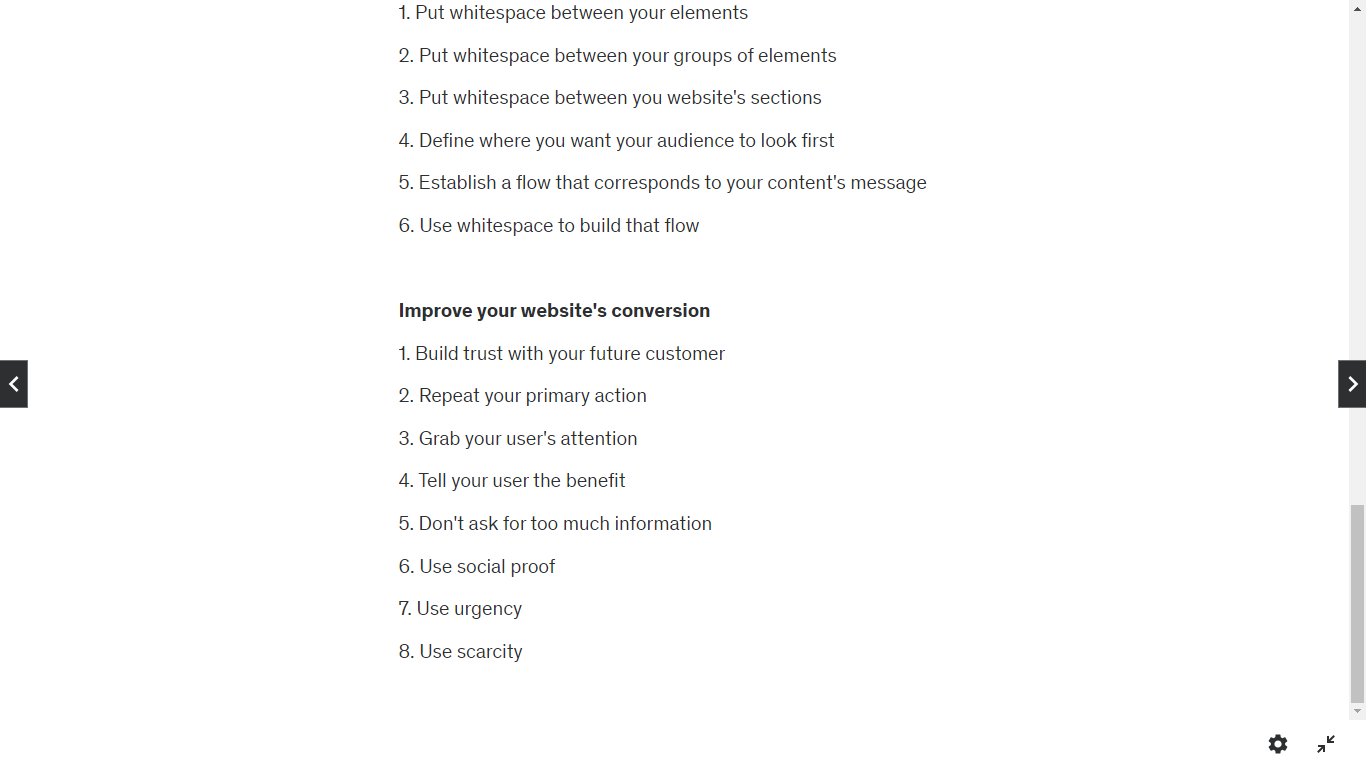 1. Put whitespace between your elements
2. Put whitespace between your groups of elements
3. Put whitespace between you website's sections
4. Define where you want your audience to look first
5. Establish a flow that corresponds to your content's message
6. Use whitespace to build that flow
Improve your website's conversion
1. Build trust with your future customer
2. Repeat your primary action
3. Grab your user's attention
4. Tell your user the benefit
5. Don't ask for too much information
6. Use social proof
7. Use urgency
8. Use scarcity